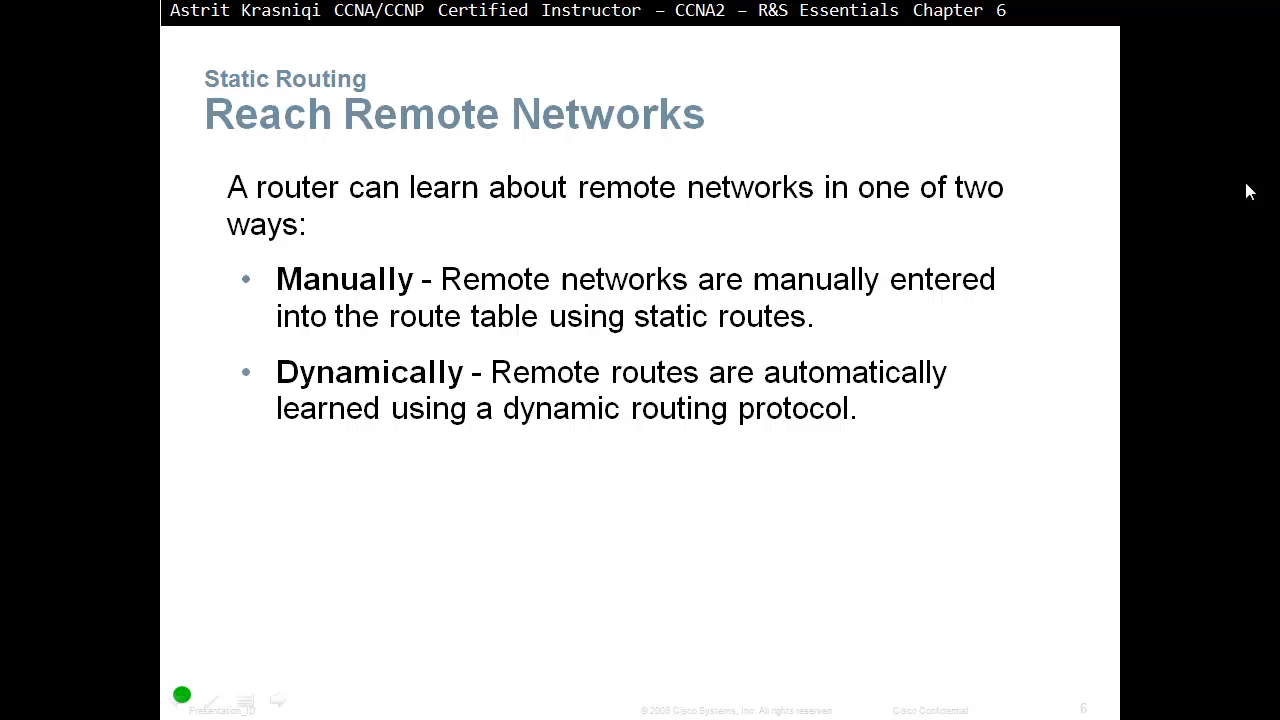 Astrit Krasniqi CCNA/CCNP Certified Instructor – CCNA2 – R&S Essentials Chapter 6
Static Routing
Reach Remote Networks
A router can learn about remote networks in one of two
ways:
• Manually - Remote networks are manually entered
into the route table using static routes.
• Dynamically - Remote routes are automatically
learned using a dynamic routing protocol.
Presentation_ID
© 2008 Cisco Systems, Inc. All rights reserved.
Cisco Confidential
6